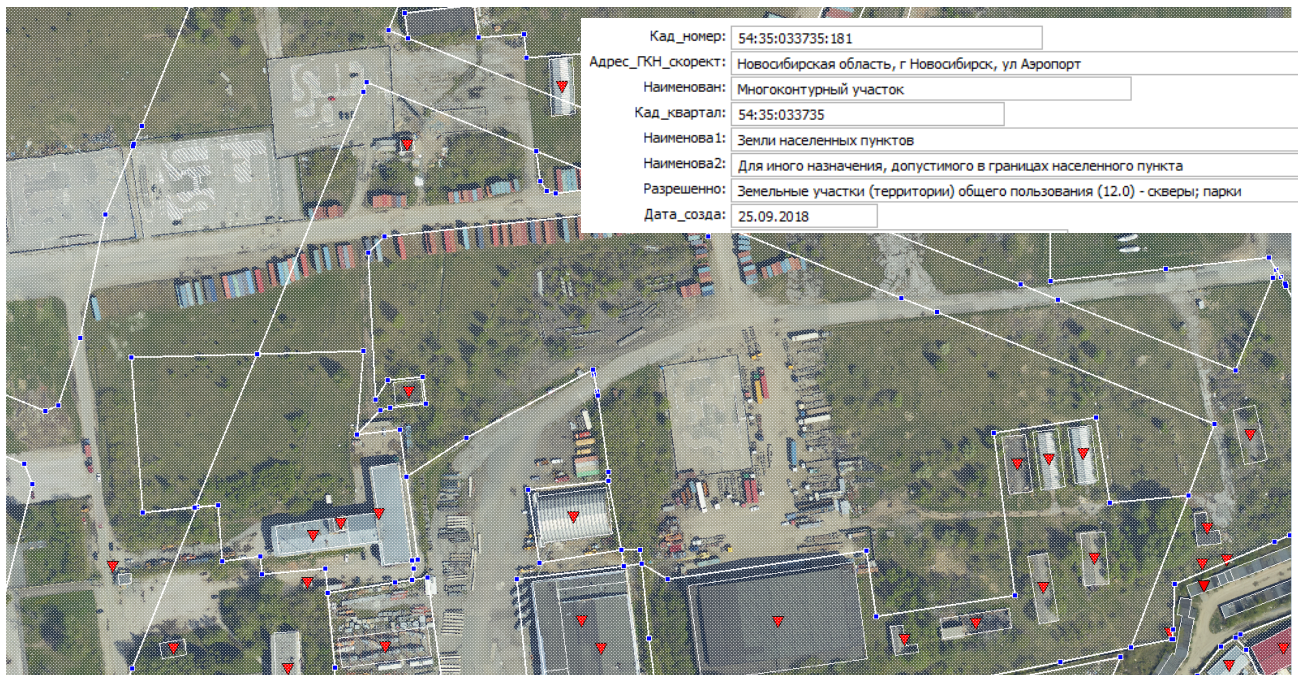 Кад_номер: 54:35:033735:181
Адрес_ГКН_скорект: Новосибирская область, г Новосибирск, ул Аэропорт
Наименован: Многоконтурный участок
Кад_квартал: 54:35:033735
Наименова1: Земли населенных пунктов
Наименова2: Для иного назначения, допустимого в границах населенного пункта
Разрешенно: Земельные участки (территории) общего пользования (12.0) - скверы; парки
Дата_созда: 25.09.2018